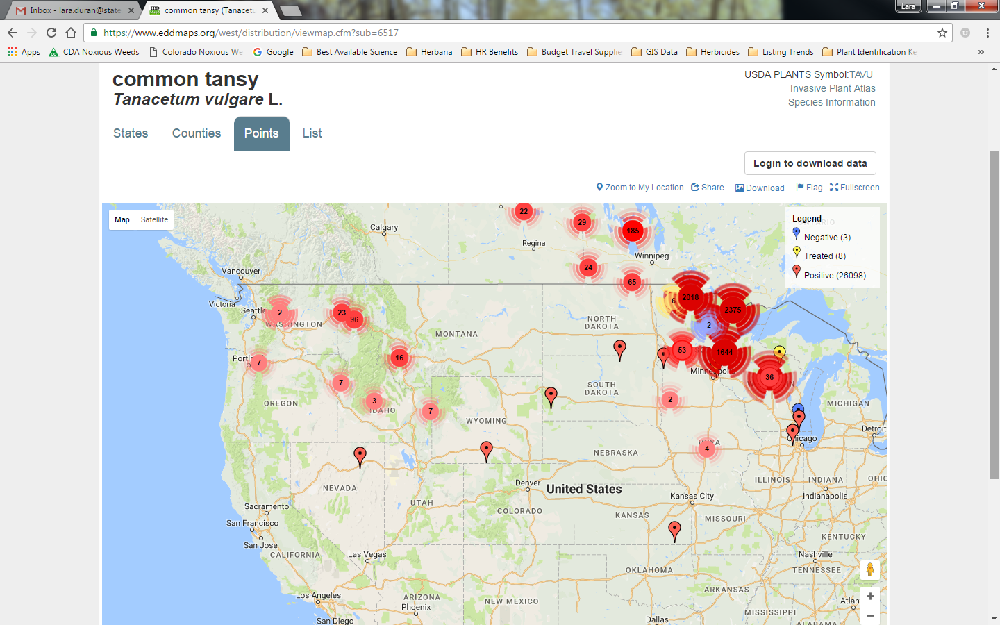 Inbox - lara.duran@state
common tansy (Tanacetu
Lara
https://www.eddmaps.org/west/distribution/viewmap.cfm?sub=6517
Apps
CDA Noxious Weeds
Colorado Noxious We
Google
Best Available Science
Herbaria
HR Benefits
Budget Travel Supplie
GIS Data
Herbicides
Listing Trends
Plant Identification Ke
»
common tansy
Tanacetum vulgare L.
USDA PLANTS Symbol:TAVU
Invasive Plant Atlas
Species Information
States
Counties
Points
List
Login to download data
Zoom to My Location
Share
Download
Flag
Fullscreen
Map
Satellite
Legend
Negative (3)
Treated (8)
Positive (26098)
ONTARIO
22
29
185
Calgary
Regina
Winnipeg
24
65
Vancouver
Victoria
Seattle
2
WASHINGTON
23
96
6
2018
2375
2
NORTH
DAKOTA
MONTANA
16
53
1644
Portl
7
Minneapolis
36
7
SOUTH
DAKOTA
2
3
IDAHO
7
OREGON
WYOMING
MICHIGAN
Detroit
Chicago
IOWA
4
NEBRASKA
NEVADA
Denver
United States
ILLINOIS
INDIANA
OHIO
Indianapolis
Kansas City
UTAH
COLORADO
KANSAS
MISSOURI
Sacramento
San Francisco
San Jose
CALIFORNIA
Las Vegas
KENTUCKY
Nashville
TENNESSEE
OKLAHOMA
ARKANSAS
Los Angeles
ARIZONA
Phoenix
NEW MEXICO
Atlan
MISSISSIPPI
San Diego
Dallas
ALABAMA
+
−